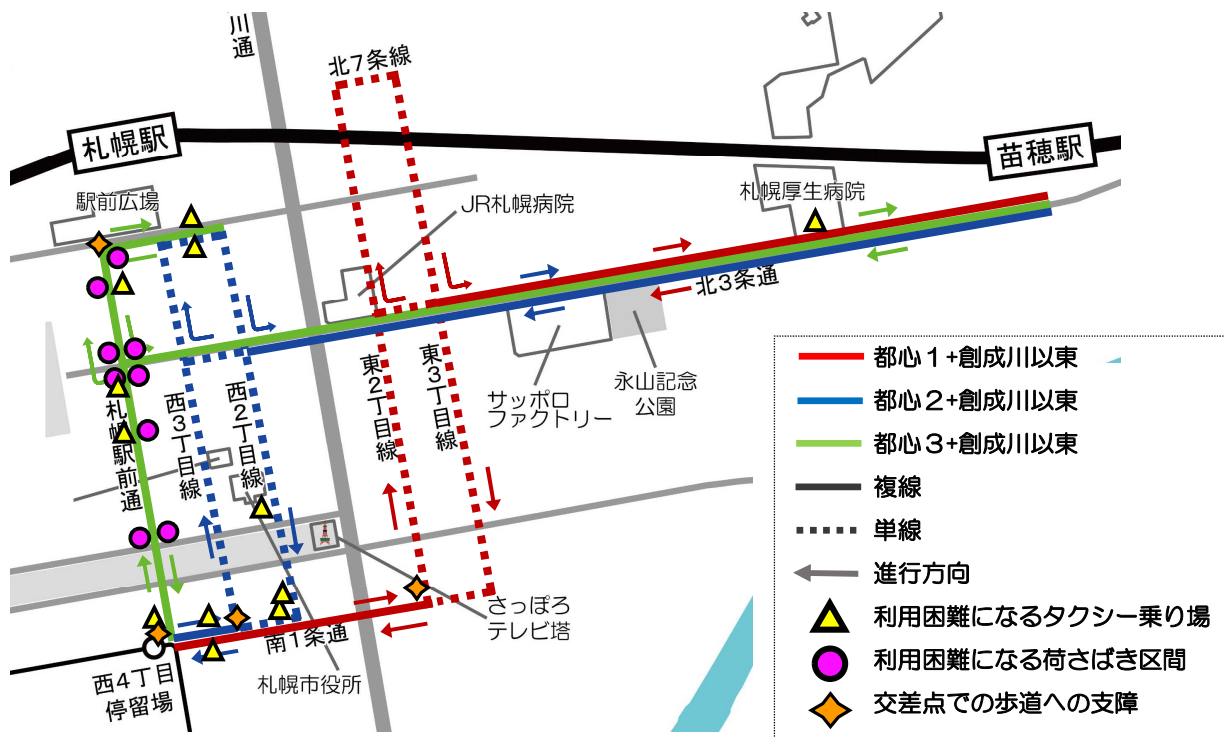 川通
北7条線
札幌駅
苗穂駅
駅前広場
JR札幌病院
札幌厚生病院
北3条通
サッポロ
ファクトリー
永山記念
公園
東2丁目線
東3丁目線
西3丁目線
西2丁目線
札幌駅前通
南1条通
さっぽろ
テレビ塔
札幌市役所
西4丁目
停留場
都心1+創成川以東
都心2+創成川以東
都心3+創成川以東
複線
単線
進行方向
利用困難になるタクシー乗り場
利用困難になる荷さばき区間
交差点での歩道への支障